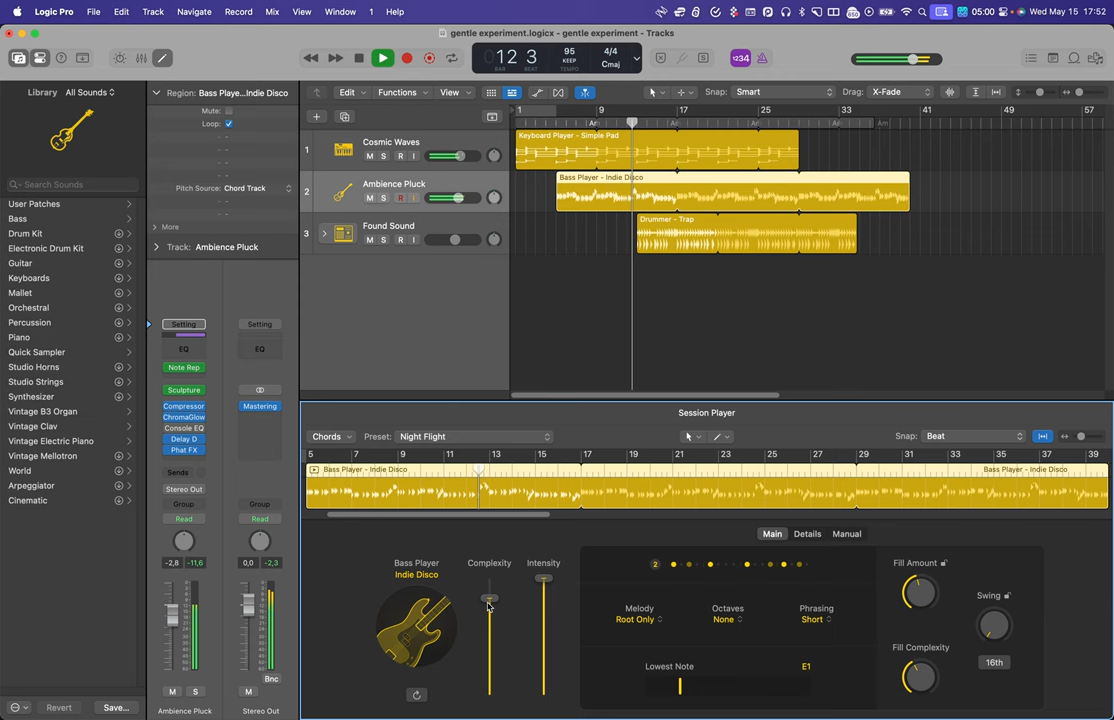 Logic Pro File Edit Track Navigate Record Mix View Window 1 Help
05:00 Wed May 15 17:52
gentle experiment.logicx - gentle experiment - Tracks
12 3 95 4/4
BAR BEAT KEEP TEMPO Cmaj
1234
Library All Sounds
Search Sounds
User Patches
Bass
Drum Kit
Electronic Drum Kit
Guitar
Keyboards
Mallet
Orchestral
Percussion
Piano
Quick Sampler
Studio Horns
Studio Strings
Synthesizer
Vintage B3 Organ
Vintage Clav
Vintage Electric Piano
Vintage Mellotron
World
Arpeggiator
Cinematic
Revert Save...
Region: Bass Playe...Indie Disco
Mute:
Loop:
Pitch Source: Chord Track
More
Track: Ambience Pluck
Setting Setting
EQ EQ
Note Rep
Sculpture
Compressor Mastering
ChromaGlow
Console EQ
Delay D
Phat FX
Sends
Stereo Out
Group Group
Read Read
-2,8 -11,6 0,0 -2,3
Bnc
M S M
Ambience Pluck Stereo Out
Edit Functions View Snap: Smart Drag: X-Fade
1 9 17 25 33 41 49 57
1 Cosmic Waves
M S R I
Keyboard Player - Simple Pad
2 Ambience Pluck
M S R I
Bass Player - Indie Disco
3 Found Sound
M S R I
Drummer - Trap
Session Player
Chords Preset: Night Flight Snap: Beat
5 7 9 11 13 15 17 19 21 23 25 27 29 31 33 35 37 39
Bass Player - Indie Disco Bass Player - Indie Disco
Main Details Manual
Bass Player
Indie Disco
Complexity Intensity
2
Melody Octaves Phrasing
Root Only None Short
Lowest Note E1
Fill Amount
Swing
Fill Complexity
16th